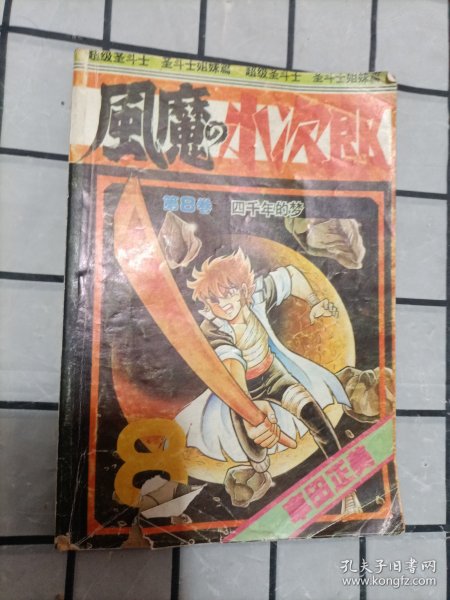 超级圣斗士 圣斗士姐妹篇 超级圣斗士 圣斗士姐妹篇
風魔の小次郎
第8卷 四千年的梦
8
車田正美
孔夫子旧书网
www.kongfz.com